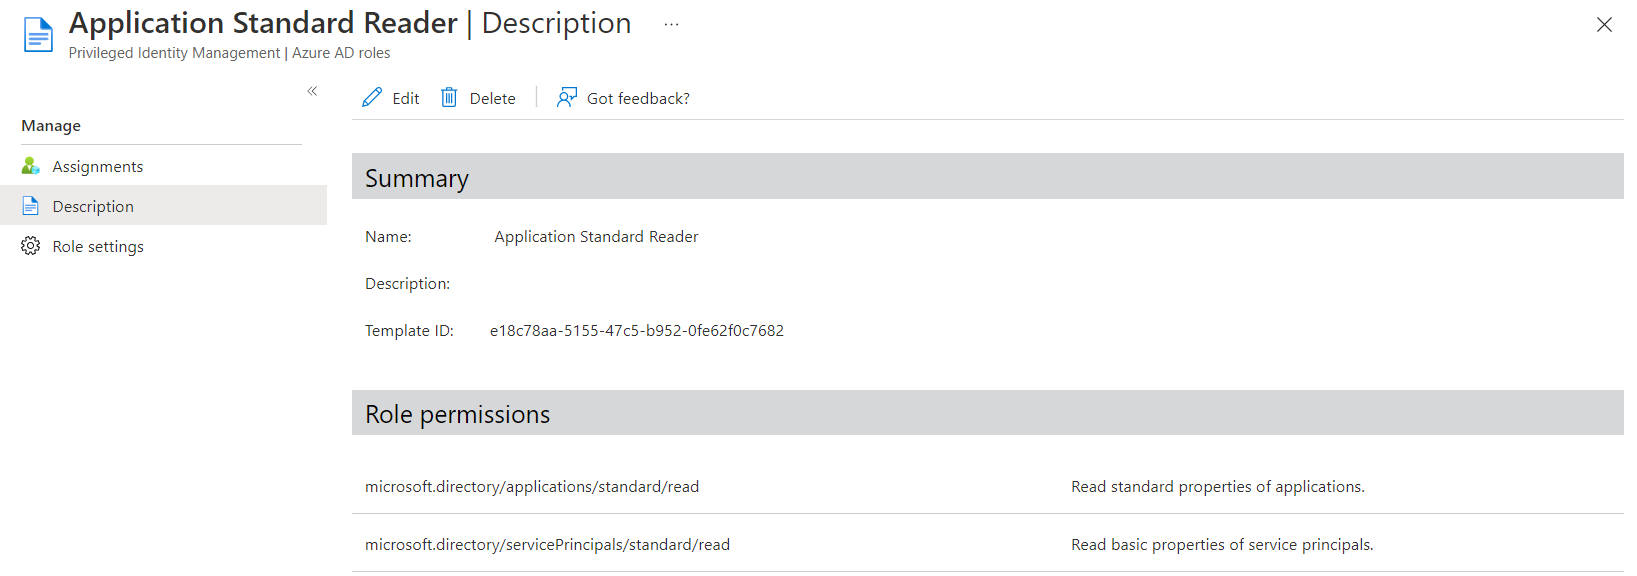 Application Standard Reader | Description ...
Privileged Identity Management | Azure AD roles
«
Manage
Assignments
Description
Role settings
Edit Delete Got feedback?
Summary
Name: Application Standard Reader
Description:
Template ID: e18c78aa-5155-47c5-b952-0fe62f0c7682
Role permissions
microsoft.directory/applications/standard/read Read standard properties of applications.
microsoft.directory/servicePrincipals/standard/read Read basic properties of service principals.